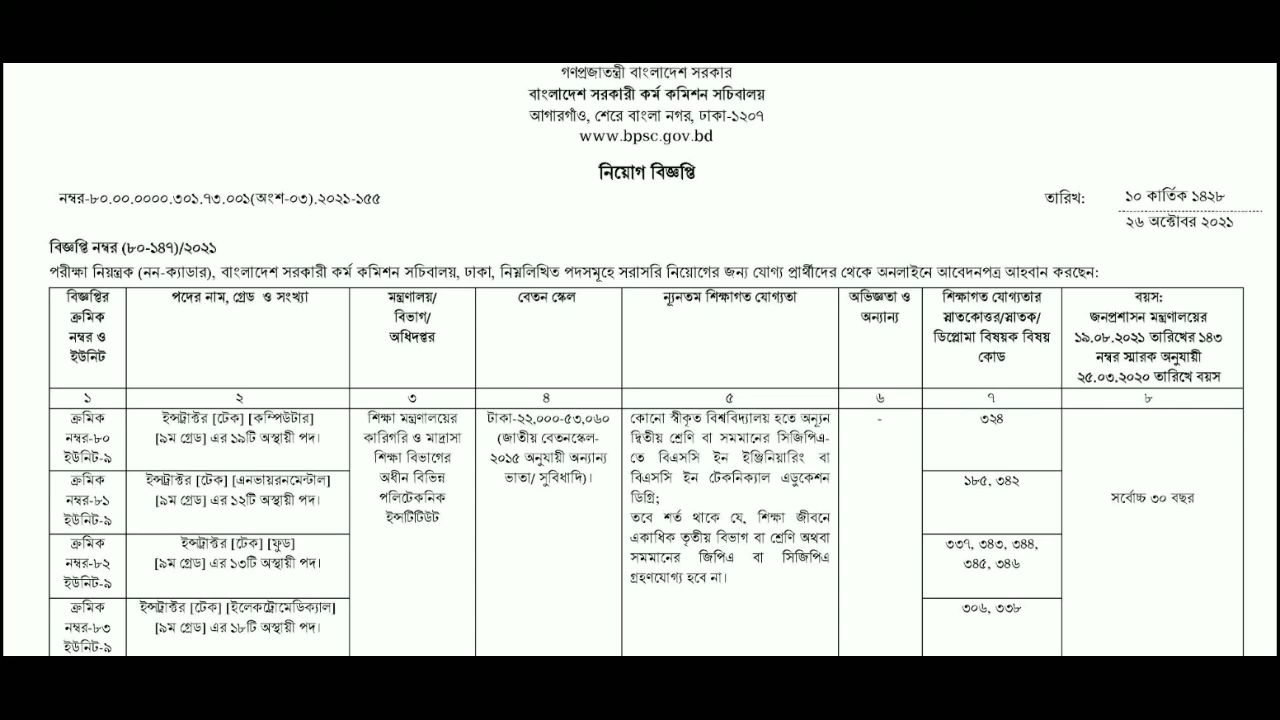 গণপ্রজাতন্ত্রী বাংলাদেশ সরকার
বাংলাদেশ সরকারী কর্ম কমিশন সচিবালয়
আগারগাঁও, শেরে বাংলা নগর, ঢাকা-১২০৭
www.bpsc.gov.bd
নিয়োগ বিজ্ঞপ্তি
নম্বর-৮০.০০.০০০০.৩০১.৭৩.০০১(অংশ-০৩).২০২১-১৫৫
তারিখ:
১০ কার্তিক ১৪২৮
২৬ অক্টোবর ২০২১
বিজ্ঞপ্তি নম্বর (৮০-১৪৭)/২০২১
পরীক্ষা নিয়ন্ত্রক (নন-ক্যাডার), বাংলাদেশ সরকারী কর্ম কমিশন সচিবালয়, ঢাকা, নিম্নলিখিত পদসমূহে সরাসরি নিয়োগের জন্য যোগ্য প্রার্থীদের থেকে অনলাইনে আবেদনপত্র আহবান করছেন:
বিজ্ঞপ্তির
ক্রমিক
নম্বর ও
ইউনিট
পদের নাম, গ্রেড ও সংখ্যা
মন্ত্রণালয়/
বিভাগ/
অধিদপ্তর
বেতন স্কেল
ন্যূনতম শিক্ষাগত যোগ্যতা
অভিজ্ঞতা ও
অন্যান্য
শিক্ষাগত যোগ্যতার
স্নাতকোত্তর/স্নাতক/
ডিপ্লোমা বিষয়ক বিষয়
কোড
বয়স:
জনপ্রশাসন মন্ত্রণালয়ের
১৯.০৮.২০২১ তারিখের ১৪৩
নম্বর স্মারক অনুযায়ী
২৫.০৩.২০২০ তারিখে বয়স
১
২
৩
৪
৫
৬
৭
৮
ক্রমিক
নম্বর-৮০
ইউনিট-৯
ইন্সট্রাক্টর [টেক] [কম্পিউটার]
[৯ম গ্রেড] এর ১৯টি অস্থায়ী পদ।
শিক্ষা মন্ত্রণালয়ের
কারিগরি ও মাদ্রাসা
শিক্ষা বিভাগের
অধীন বিভিন্ন
পলিটেকনিক
ইন্সটিটিউট
টাকা-২২,০০০-৫৩,০৬০
(জাতীয় বেতনস্কেল-
২০১৫ অনুযায়ী অন্যান্য
ভাতা/ সুবিধাদি)।
কোনো স্বীকৃত বিশ্ববিদ্যালয় হতে অন্যূন
দ্বিতীয় শ্রেণি বা সমমানের সিজিপিএ-
তে বিএসসি ইন ইঞ্জিনিয়ারিং বা
বিএসসি ইন টেকনিক্যাল এডুকেশন
ডিগ্রি;
তবে শর্ত থাকে যে, শিক্ষা জীবনে
একাধিক তৃতীয় বিভাগ বা শ্রেণি অথবা
সমমানের জিপিএ বা সিজিপিএ
গ্রহণযোগ্য হবে না।
-
৩২৪
সর্বোচ্চ ৩০ বছর
ক্রমিক
নম্বর-৮১
ইউনিট-৯
ইন্সট্রাক্টর [টেক] [এনভায়রনমেন্টাল]
[৯ম গ্রেড] এর ১২টি অস্থায়ী পদ।
১৮৫, ৩৪২
ক্রমিক
নম্বর-৮২
ইউনিট-৯
ইন্সট্রাক্টর [টেক] [ফুড]
[৯ম গ্রেড] এর ১৩টি অস্থায়ী পদ।
৩৩৭, ৩৪৩, ৩৪৪,
৩৪৫, ৩৪৬
ক্রমিক
নম্বর-৮৩
ইউনিট-৯
ইন্সট্রাক্টর [টেক] [ইলেকট্রোমেডিক্যাল]
[৯ম গ্রেড] এর ১৮টি অস্থায়ী পদ।
৩০৬, ৩৩৮